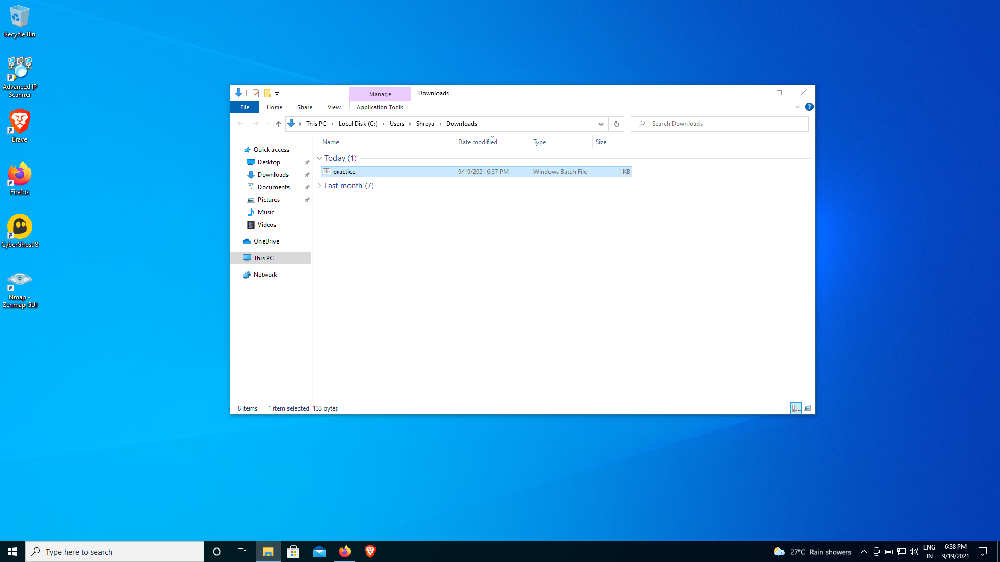 Recycle Bin
Advanced IP
Scanner
Brave
Firefox
CyberGhost 8
Nmap -
Zenmap GUI
Manage
Downloads
File
Home
Share
View
Application Tools
This PC
Local Disk (C:)
Users
Shreya
Downloads
Search Downloads
Name
Date modified
Type
Size
Quick access
Desktop
Downloads
Documents
Pictures
Music
Videos
OneDrive
This PC
Network
Today (1)
practice
9/19/2021 6:37 PM
Windows Batch File
1 KB
Last month (7)
8 items
1 item selected 133 bytes
Type here to search
27°C Rain showers
ENG
IN
6:38 PM
9/19/2021